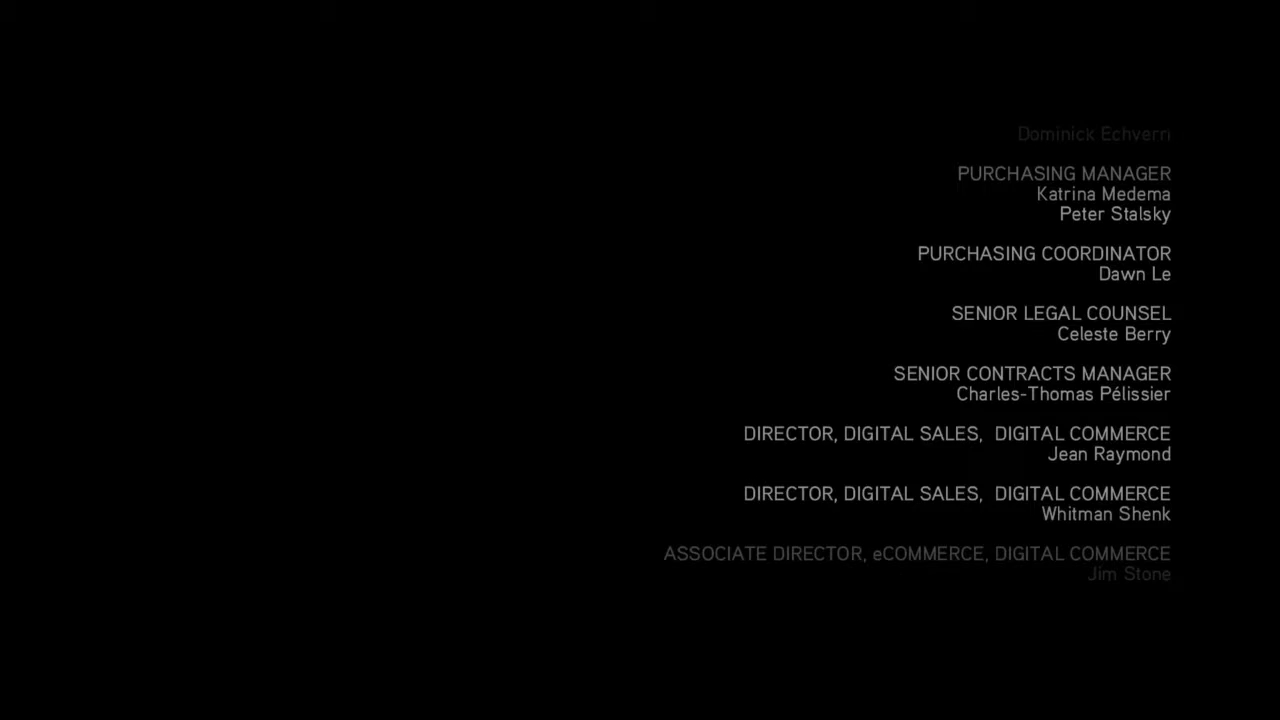 Dominick Echverri
PURCHASING MANAGER
Katrina Medema
Peter Stalsky
PURCHASING COORDINATOR
Dawn Le
SENIOR LEGAL COUNSEL
Celeste Berry
SENIOR CONTRACTS MANAGER
Charles-Thomas Pélissier
DIRECTOR, DIGITAL SALES, DIGITAL COMMERCE
Jean Raymond
DIRECTOR, DIGITAL SALES, DIGITAL COMMERCE
Whitman Shenk
ASSOCIATE DIRECTOR, eCOMMERCE, DIGITAL COMMERCE
Jim Stone